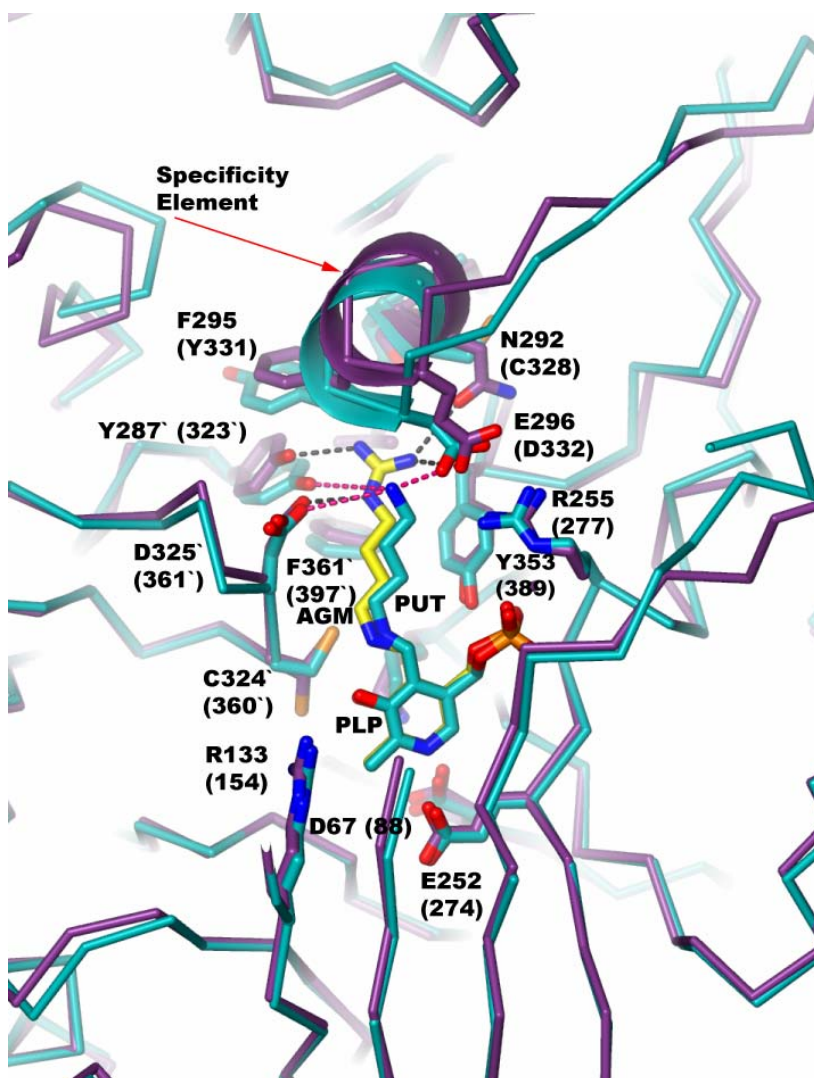 Specificity
Element
F295
(Y331)
N292
(C328)
Y287` (323`)
E296
(D332)
R255
(277)
D325`
(361`)
F361`
(397`)
Y353
(389)
AGM
PUT
C324`
(360`)
PLP
R133
(154)
D67 (88)
E252
(274)